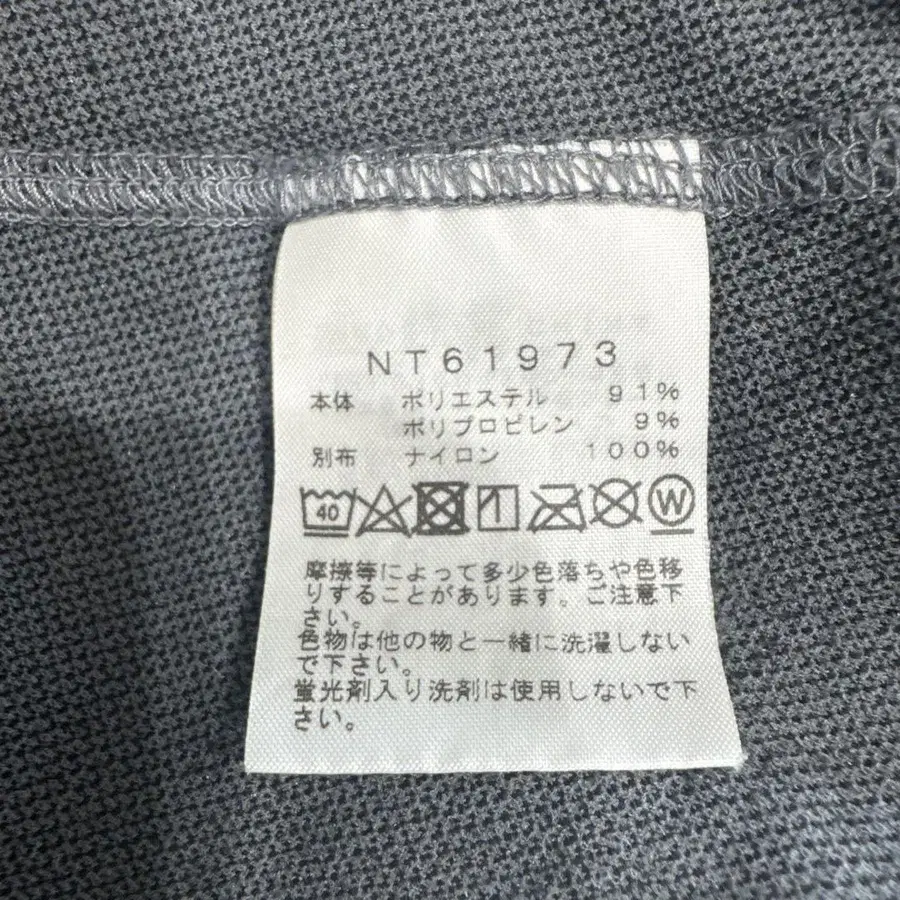 NT61973
本体 ポリエステル 91%
ポリプロピレン 9%
別布 ナイロン 100%
40 W
摩擦等によって多少色落ちや色移
りすることがあります。ご注意下
さい。
色物は他の物と一緒に洗濯しない
で下さい。
蛍光剤入り洗剤は使用しないで下
さい。